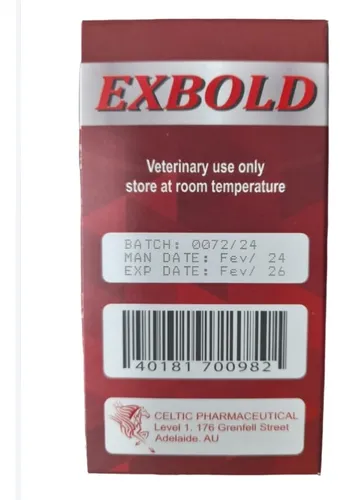 EXBOLD
Veterinary use only
store at room temperature
BATCH: 0072/24
MAN DATE: Fev/ 24
EXP DATE: Fev/ 26
40181 700982
CELTIC PHARMACEUTICAL
Level 1. 176 Grenfell Street
Adelaide. AU